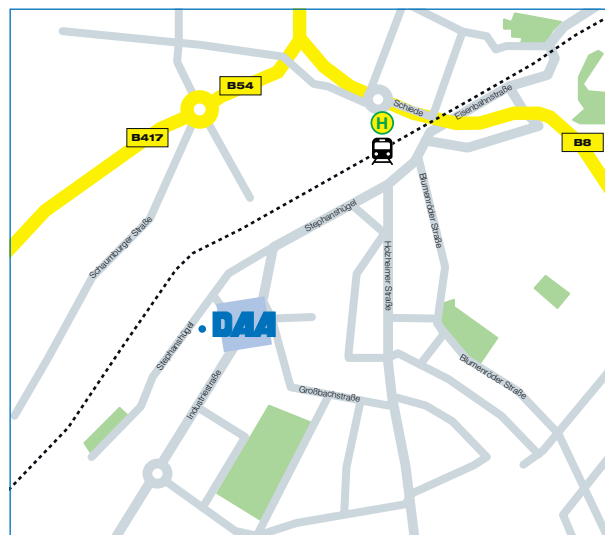 B54
Schiede
Eisenbahnstraße
H
B417
B8
Blumenröder Straße
Stephanshügel
Schaumburger Straße
Holzheimer Straße
DAA
Stephanshügel
Blumenröder Straße
Industriestraße
Großbachstraße